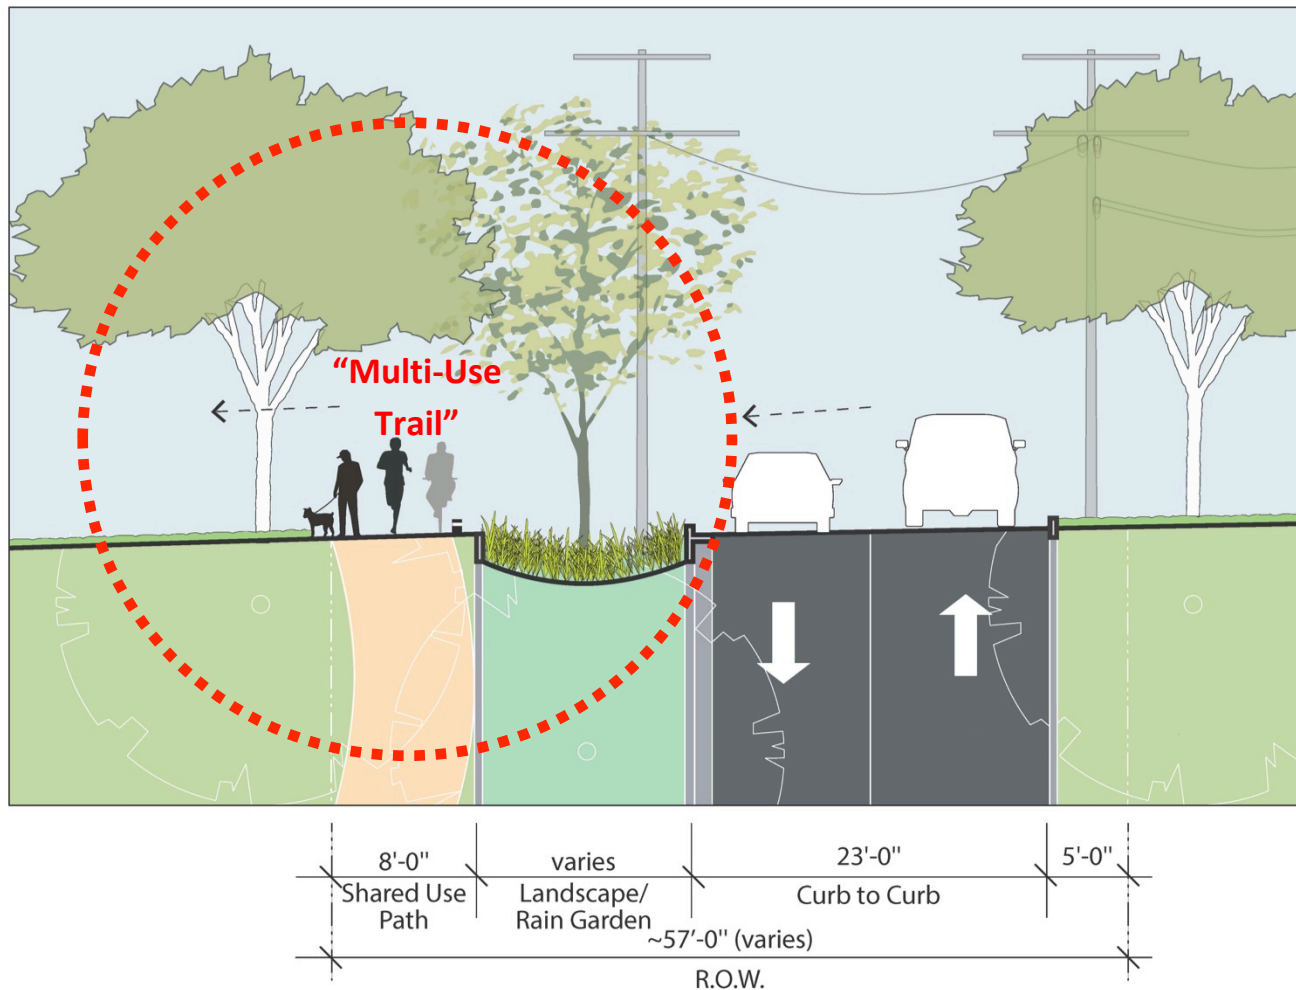 “Multi-Use
Trail”
8'-0"
varies
23'-0"
5'-0"
Shared Use
Path
Landscape/
Rain Garden
Curb to Curb
~57’-0" (varies)
R.O.W.